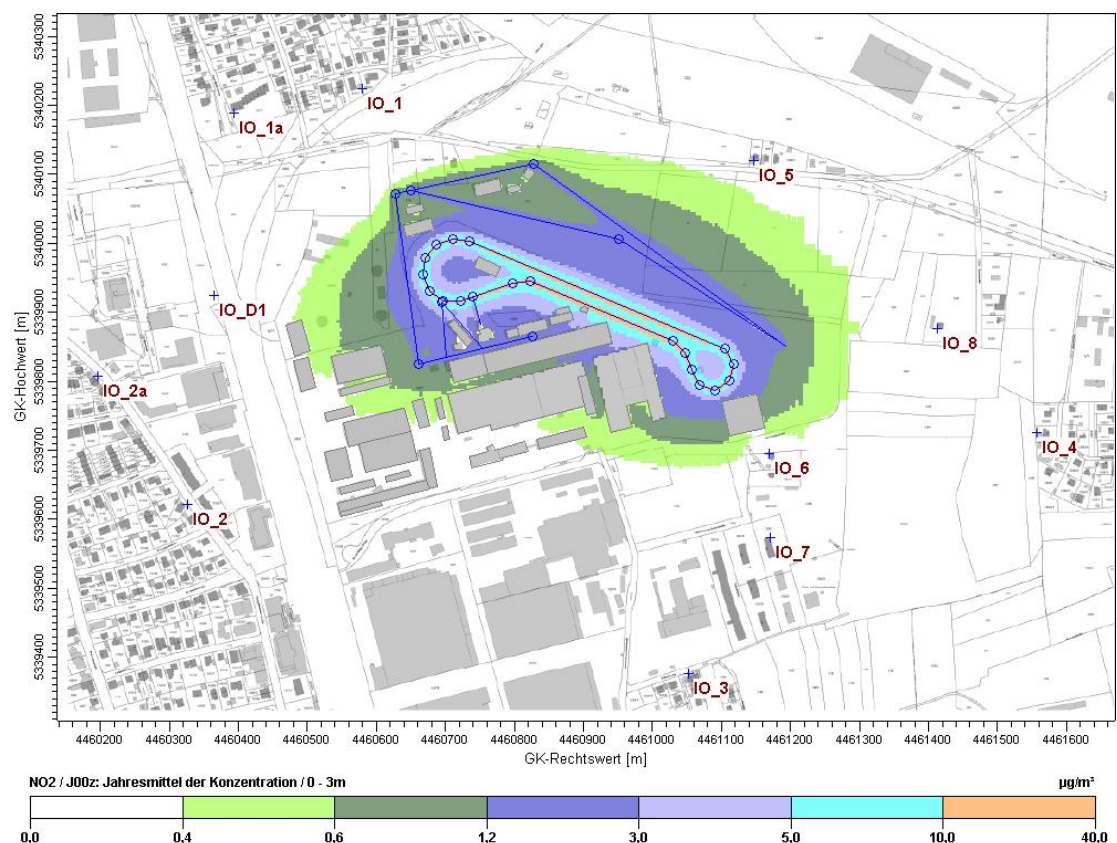 5340300
5340200
5340100
5340000
5339900
5339800
5339700
5339600
5339500
5339400
GK-Hochwert [m]
IO_1
IO_1a
IO_5
IO_D1
IO_8
IO_2a
IO_4
IO_6
IO_2
IO_7
IO_3
4460200 4460300 4460400 4460500 4460600 4460700 4460800 4460900 4461000 4461100 4461200 4461300 4461400 4461500 4461600
GK-Rechtswert [m]
NO2 / J00z: Jahresmittel der Konzentration / 0 - 3m µg/m³
0.0 0.4 0.6 1.2 3.0 5.0 10.0 40.0